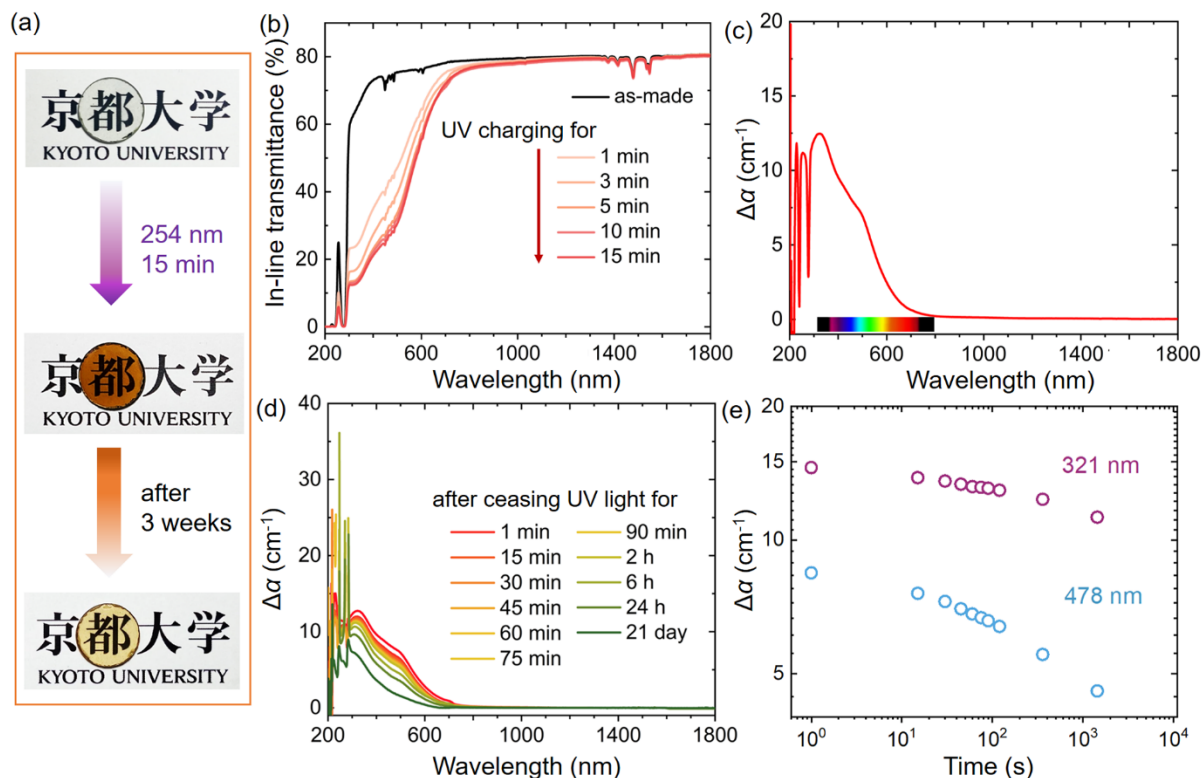 (a)
京都大学
KYOTO UNIVERSITY
254 nm
15 min
京都大学
KYOTO UNIVERSITY
after
3 weeks
京都大学
KYOTO UNIVERSITY
(b)
In-line transmittance (%)
80
60
40
20
0
as-made
UV charging for
1 min
3 min
5 min
10 min
15 min
200 600 1000 1400 1800
Wavelength (nm)
(c)
Δα (cm⁻¹)
20
15
10
5
0
200 600 1000 1400 1800
Wavelength (nm)
(d)
Δα (cm⁻¹)
40
30
20
10
0
after ceasing UV light for
1 min 90 min
15 min 2 h
30 min 6 h
45 min 24 h
60 min 21 day
75 min
200 600 1000 1400 1800
Wavelength (nm)
(e)
Δα (cm⁻¹)
20
15
10
5
321 nm
478 nm
10⁰ 10¹ 10² 10³ 10⁴
Time (s)